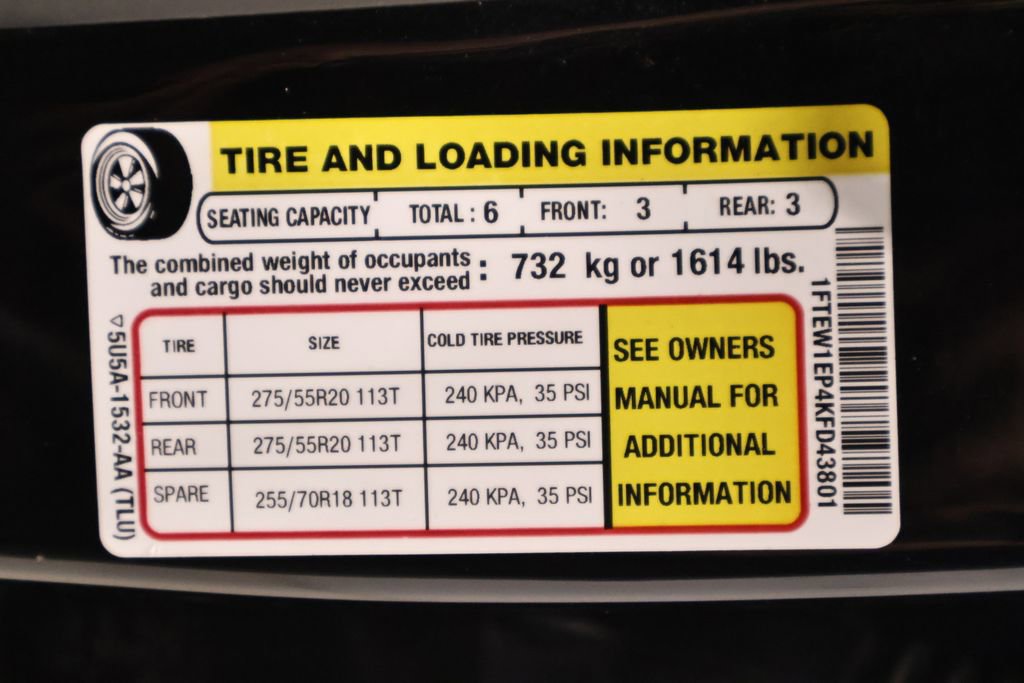 TIRE AND LOADING INFORMATION
SEATING CAPACITY TOTAL : 6 FRONT: 3 REAR: 3
The combined weight of occupants
and cargo should never exceed : 732 kg or 1614 lbs.
TIRE SIZE COLD TIRE PRESSURE
FRONT 275/55R20 113T 240 KPA, 35 PSI
REAR 275/55R20 113T 240 KPA, 35 PSI
SPARE 255/70R18 113T 240 KPA, 35 PSI
SEE OWNERS
MANUAL FOR
ADDITIONAL
INFORMATION
5U5A-1532-AA (TLU)
1FTEW1EP4KFD43801